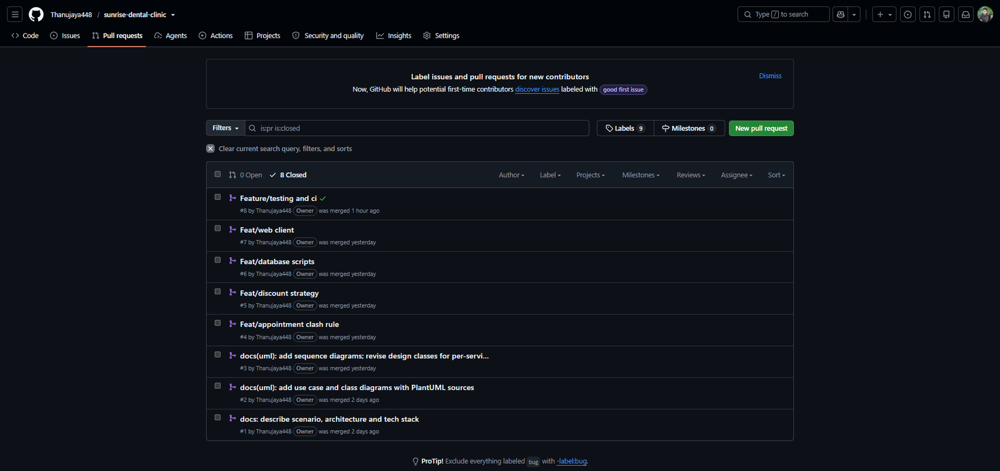 Thanujaya448 / sunrise-dental-clinic
Type / to search
Code Issues Pull requests Agents Actions Projects Security and quality Insights Settings
Label issues and pull requests for new contributors
Dismiss
Now, GitHub will help potential first-time contributors discover issues labeled with good first issue
Filters is:pr is:closed Labels 9 Milestones 0 New pull request
Clear current search query, filters, and sorts
0 Open 8 Closed Author Label Projects Milestones Reviews Assignee Sort
Feature/testing and ci
#8 by Thanujaya448 Owner was merged 1 hour ago
Feat/web client
#7 by Thanujaya448 Owner was merged yesterday
Feat/database scripts
#6 by Thanujaya448 Owner was merged yesterday
Feat/discount strategy
#5 by Thanujaya448 Owner was merged yesterday
Feat/appointment clash rule
#4 by Thanujaya448 Owner was merged yesterday
docs(uml): add sequence diagrams; revise design classes for per-servi...
#3 by Thanujaya448 Owner was merged yesterday
docs(uml): add use case and class diagrams with PlantUML sources
#2 by Thanujaya448 Owner was merged 2 days ago
docs: describe scenario, architecture and tech stack
#1 by Thanujaya448 Owner was merged 2 days ago
ProTip! Exclude everything labeled bug with -label:bug.